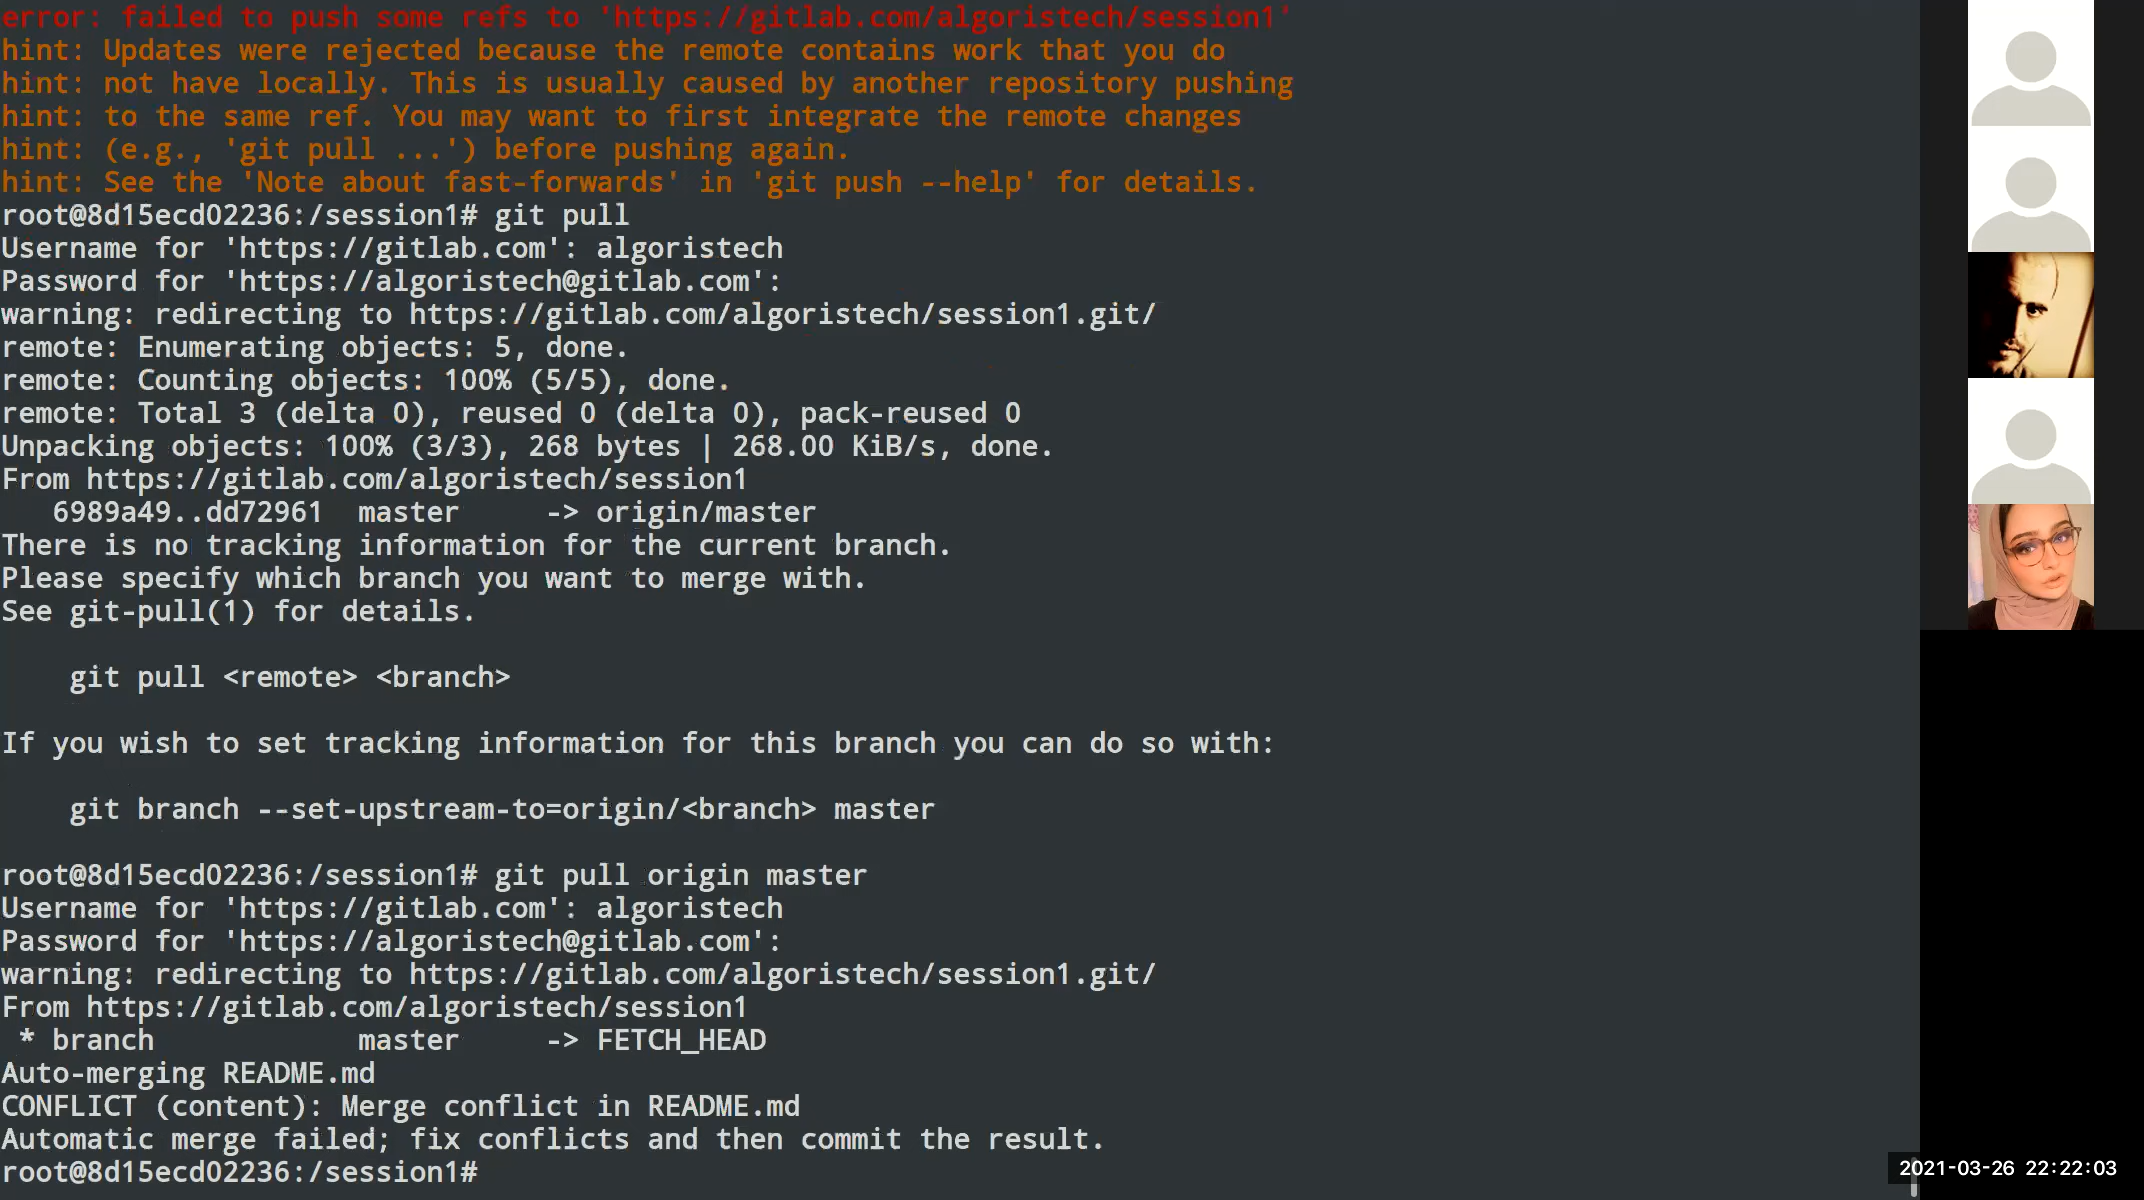 error: failed to push some refs to 'https://gitlab.com/algoristech/session1'
hint: Updates were rejected because the remote contains work that you do
hint: not have locally. This is usually caused by another repository pushing
hint: to the same ref. You may want to first integrate the remote changes
hint: (e.g., 'git pull ...') before pushing again.
hint: See the 'Note about fast-forwards' in 'git push --help' for details.
root@8d15ecd02236:/session1# git pull
Username for 'https://gitlab.com': algoristech
Password for 'https://algoristech@gitlab.com':
warning: redirecting to https://gitlab.com/algoristech/session1.git/
remote: Enumerating objects: 5, done.
remote: Counting objects: 100% (5/5), done.
remote: Total 3 (delta 0), reused 0 (delta 0), pack-reused 0
Unpacking objects: 100% (3/3), 268 bytes | 268.00 KiB/s, done.
From https://gitlab.com/algoristech/session1
   6989a49..dd72961  master     -> origin/master
There is no tracking information for the current branch.
Please specify which branch you want to merge with.
See git-pull(1) for details.
    git pull <remote> <branch>
If you wish to set tracking information for this branch you can do so with:
    git branch --set-upstream-to=origin/<branch> master
root@8d15ecd02236:/session1# git pull origin master
Username for 'https://gitlab.com': algoristech
Password for 'https://algoristech@gitlab.com':
warning: redirecting to https://gitlab.com/algoristech/session1.git/
From https://gitlab.com/algoristech/session1
 * branch            master     -> FETCH_HEAD
Auto-merging README.md
CONFLICT (content): Merge conflict in README.md
Automatic merge failed; fix conflicts and then commit the result.
root@8d15ecd02236:/session1#
2021-03-26 22:22:03